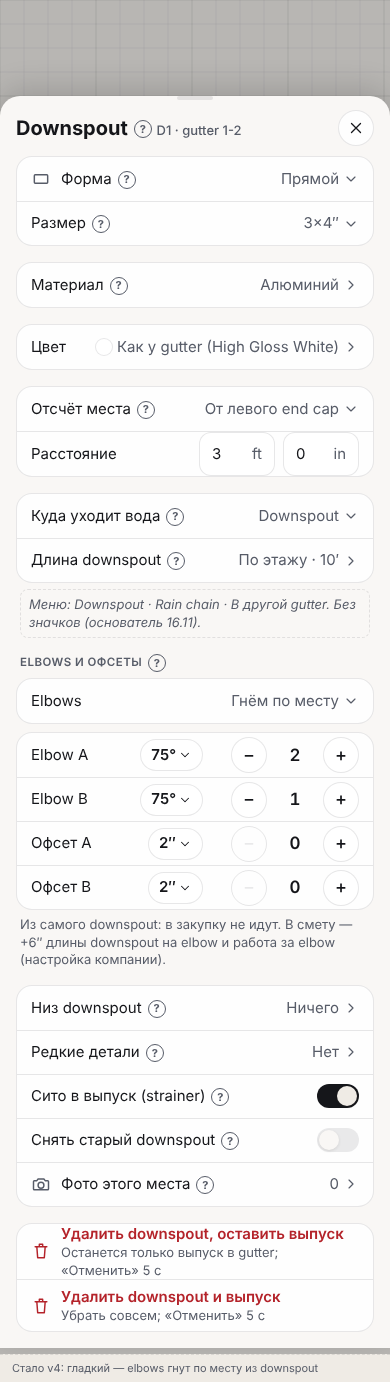 Downspout ? D1 · gutter 1-2
Форма ? Прямой
Размер ? 3×4″
Материал ? Алюминий
Цвет Как у gutter (High Gloss White)
Отсчёт места ? От левого end cap
Расстояние 3 ft 0 in
Куда уходит вода ? Downspout
Длина downspout ? По этажу · 10′
Меню: Downspout · Rain chain · В другой gutter. Без
значков (основатель 16.11).
ELBOWS И ОФСЕТЫ ?
Elbows Гнём по месту
Elbow A 75° − 2 +
Elbow B 75° − 1 +
Офсет A 2″ − 0 +
Офсет B 2″ − 0 +
Из самого downspout: в закупку не идут. В смету —
+6″ длины downspout на elbow и работа за elbow
(настройка компании).
Низ downspout ? Ничего
Редкие детали ? Нет
Сито в выпуск (strainer) ?
Снять старый downspout ?
Фото этого места ? 0
Удалить downspout, оставить выпуск
Останется только выпуск в gutter;
«Отменить» 5 с
Удалить downspout и выпуск
Убрать совсем; «Отменить» 5 с
Стало v4: гладкий — elbows гнут по месту из downspout